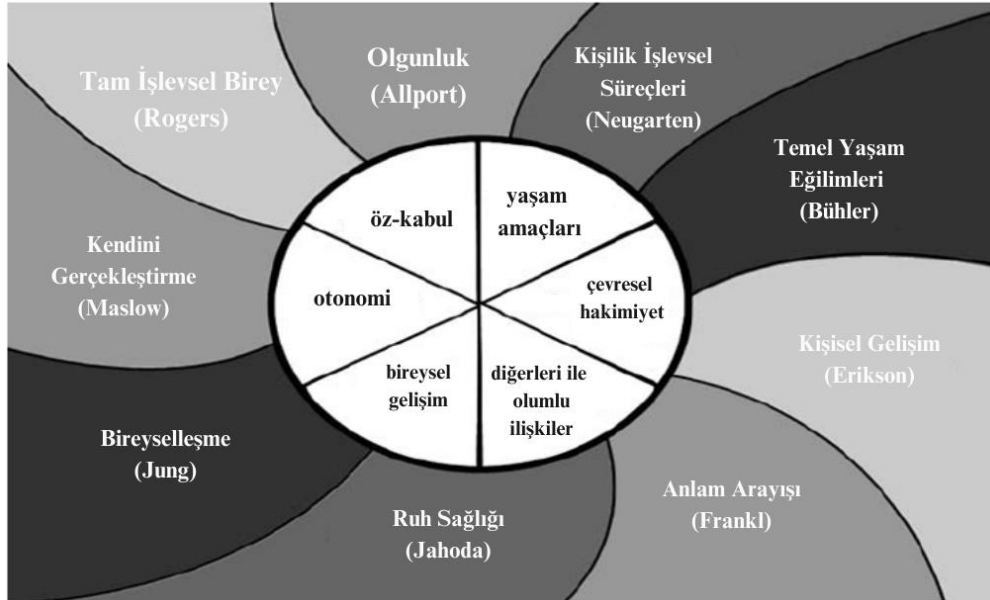 Tam İşlevsel Birey
(Rogers)
Olgunluk
(Allport)
Kişilik İşlevsel
Süreçleri
(Neugarten)
Temel Yaşam
Eğilimleri
(Bühler)
Kişisel Gelişim
(Erikson)
Anlam Arayışı
(Frankl)
Ruh Sağlığı
(Jahoda)
Bireyselleşme
(Jung)
Kendini
Gerçekleştirme
(Maslow)
öz-kabul
yaşam
amaçları
çevresel
hakimiyet
diğerleri ile
olumlu
ilişkiler
bireysel
gelişim
otonomi